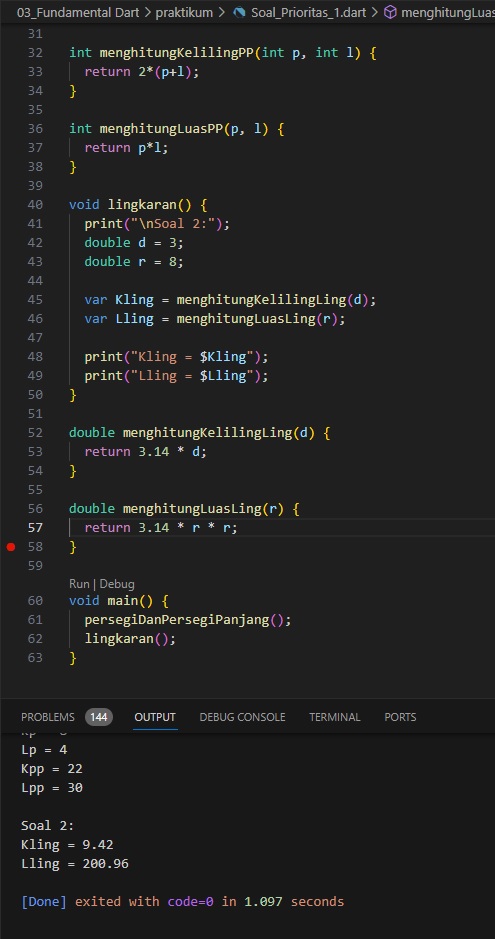 03_Fundamental Dart > praktikum > Soal_Prioritas_1.dart > menghitungLuas
31
32 int menghitungKelilingPP(int p, int l) {
33 return 2*(p+l);
34 }
35
36 int menghitungLuasPP(p, l) {
37 return p*l;
38 }
39
40 void lingkaran() {
41 print("\nSoal 2:");
42 double d = 3;
43 double r = 8;
44
45 var Kling = menghitungKelilingLing(d);
46 var Lling = menghitungLuasLing(r);
47
48 print("Kling = $Kling");
49 print("Lling = $Lling");
50 }
51
52 double menghitungKelilingLing(d) {
53 return 3.14 * d;
54 }
55
56 double menghitungLuasLing(r) {
57 return 3.14 * r * r;
58 }
59
Run | Debug
60 void main() {
61 persegiDanPersegiPanjang();
62 lingkaran();
63 }
PROBLEMS 144 OUTPUT DEBUG CONSOLE TERMINAL PORTS
Lp = 4
Kpp = 22
Lpp = 30
Soal 2:
Kling = 9.42
Lling = 200.96
[Done] exited with code=0 in 1.097 seconds